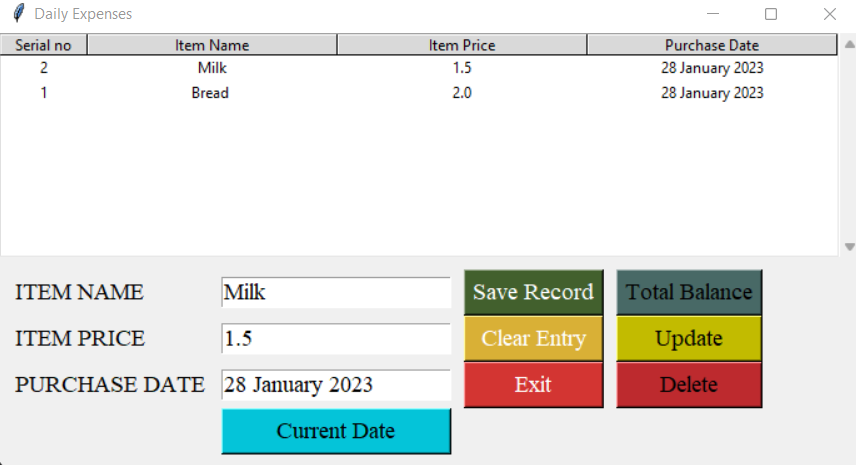 Daily Expenses
Serial no Item Name Item Price Purchase Date
2 Milk 1.5 28 January 2023
1 Bread 2.0 28 January 2023
ITEM NAME Milk Save Record Total Balance
ITEM PRICE 1.5 Clear Entry Update
PURCHASE DATE 28 January 2023 Exit Delete
Current Date